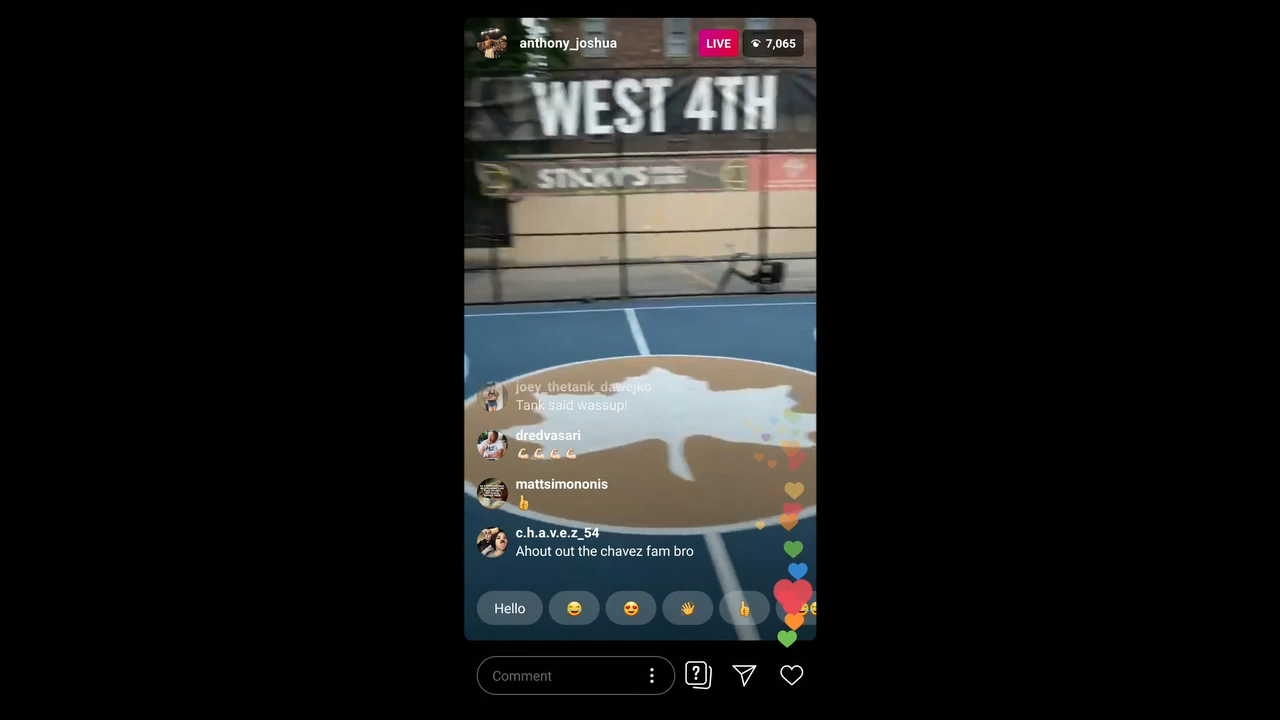 anthony_joshua
LIVE
7,065
WEST 4TH
STICKY'S
joey_thetank_dawejko
Tank said wassup!
dredvasari
💪🏻💪🏻💪🏻💪🏻
mattsimononis
👍
c.h.a.v.e.z_54
Ahout out the chavez fam bro
Hello 😂 😍 👋 👍
Comment